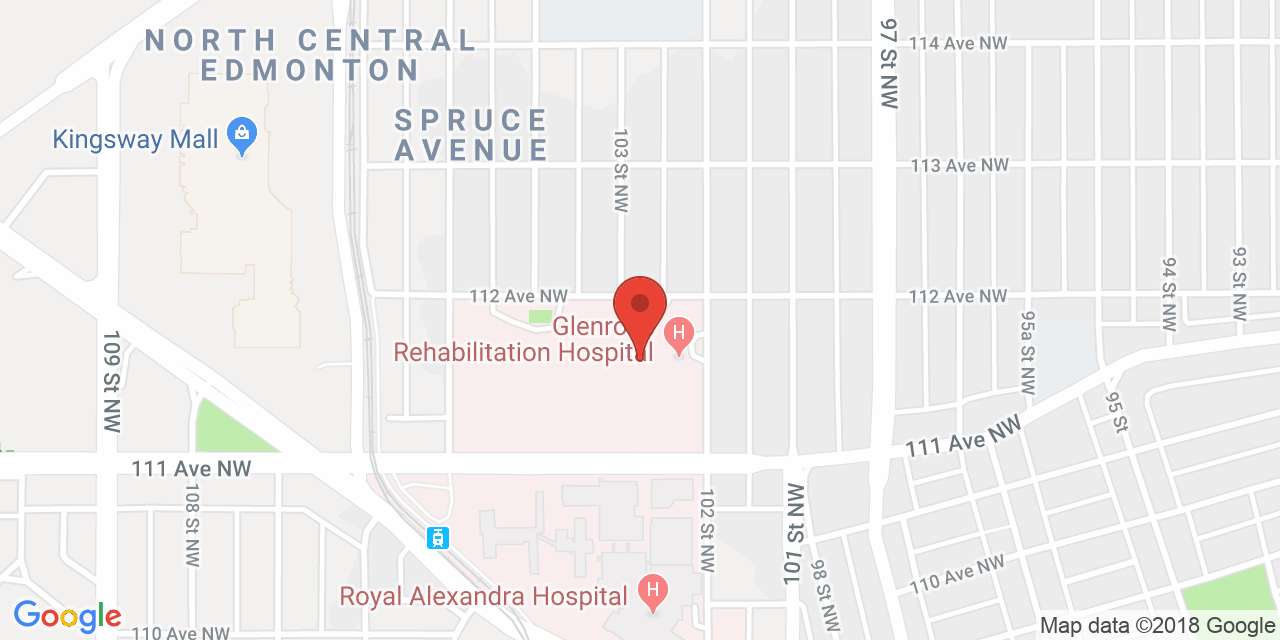 NORTH CENTRAL
EDMONTON
97 St NW
114 Ave NW
SPRUCE
AVENUE
Kingsway Mall
103 St NW
113 Ave NW
93 St NW
94 St NW
112 Ave NW
112 Ave NW
95a St NW
109 St NW
Rehabilitation Hospital
H
95 St
111 Ave NW
111 Ave NW
108 St NW
102 St NW
101 St NW
98 St NW
110 Ave NW
Royal Alexandra Hospital
H
Google
110 Ave NW
Map data ©2018 Google